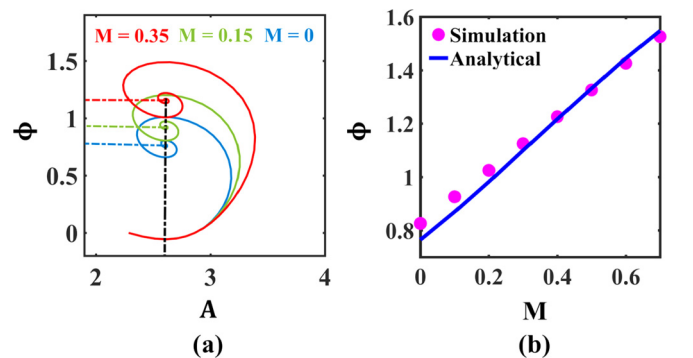 M = 0.35 M = 0.15 M = 0
1.5
1
0.5
0
ϕ
2 3 4
A
(a)
1.6
1.4
1.2
1
0.8
ϕ
Simulation
Analytical
0 0.2 0.4 0.6
M
(b)